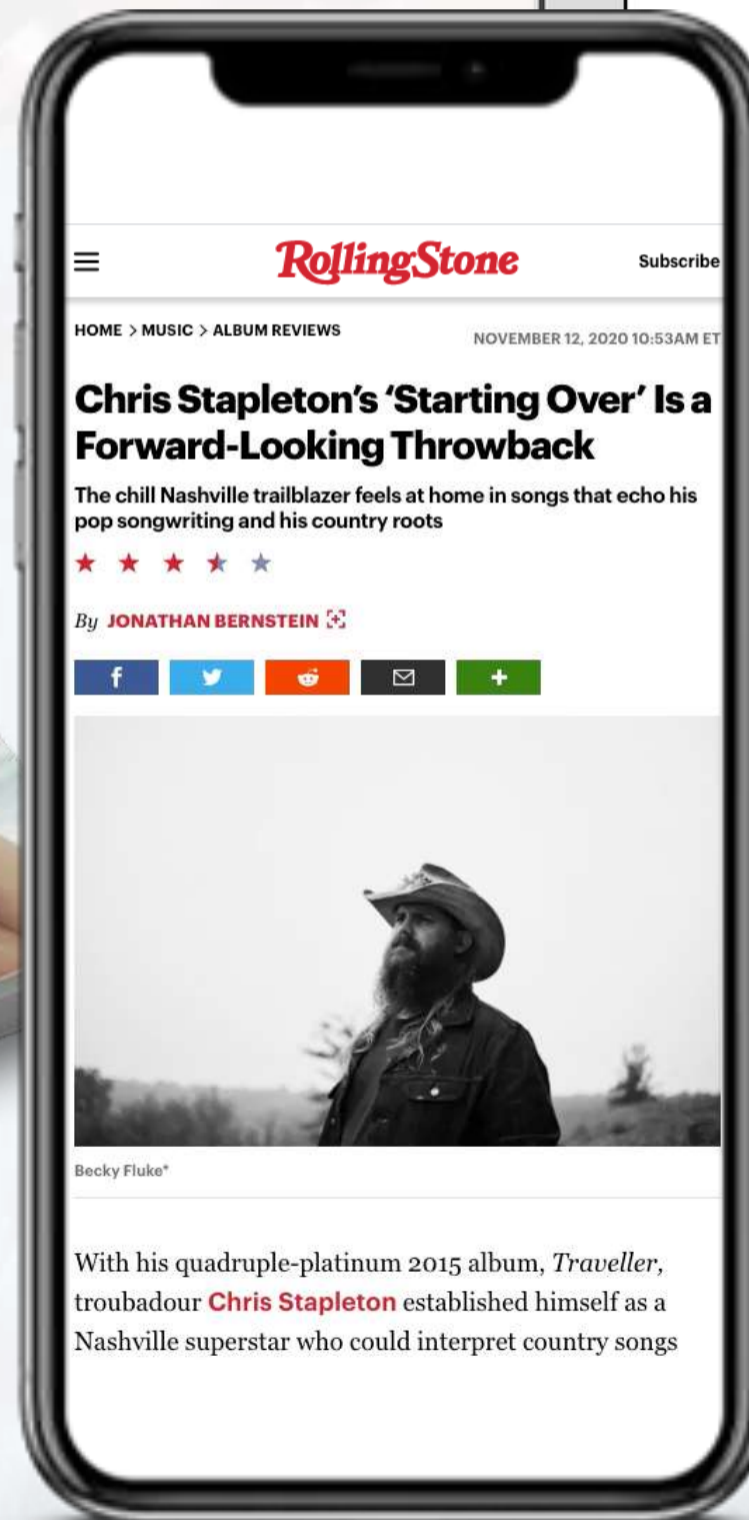 RollingStone
Subscribe
HOME > MUSIC > ALBUM REVIEWS
NOVEMBER 12, 2020 10:53AM ET
Chris Stapleton’s ‘Starting Over’ Is a
Forward-Looking Throwback
The chill Nashville trailblazer feels at home in songs that echo his
pop songwriting and his country roots
By JONATHAN BERNSTEIN
Becky Fluke*
With his quadruple-platinum 2015 album, Traveller,
troubadour Chris Stapleton established himself as a
Nashville superstar who could interpret country songs